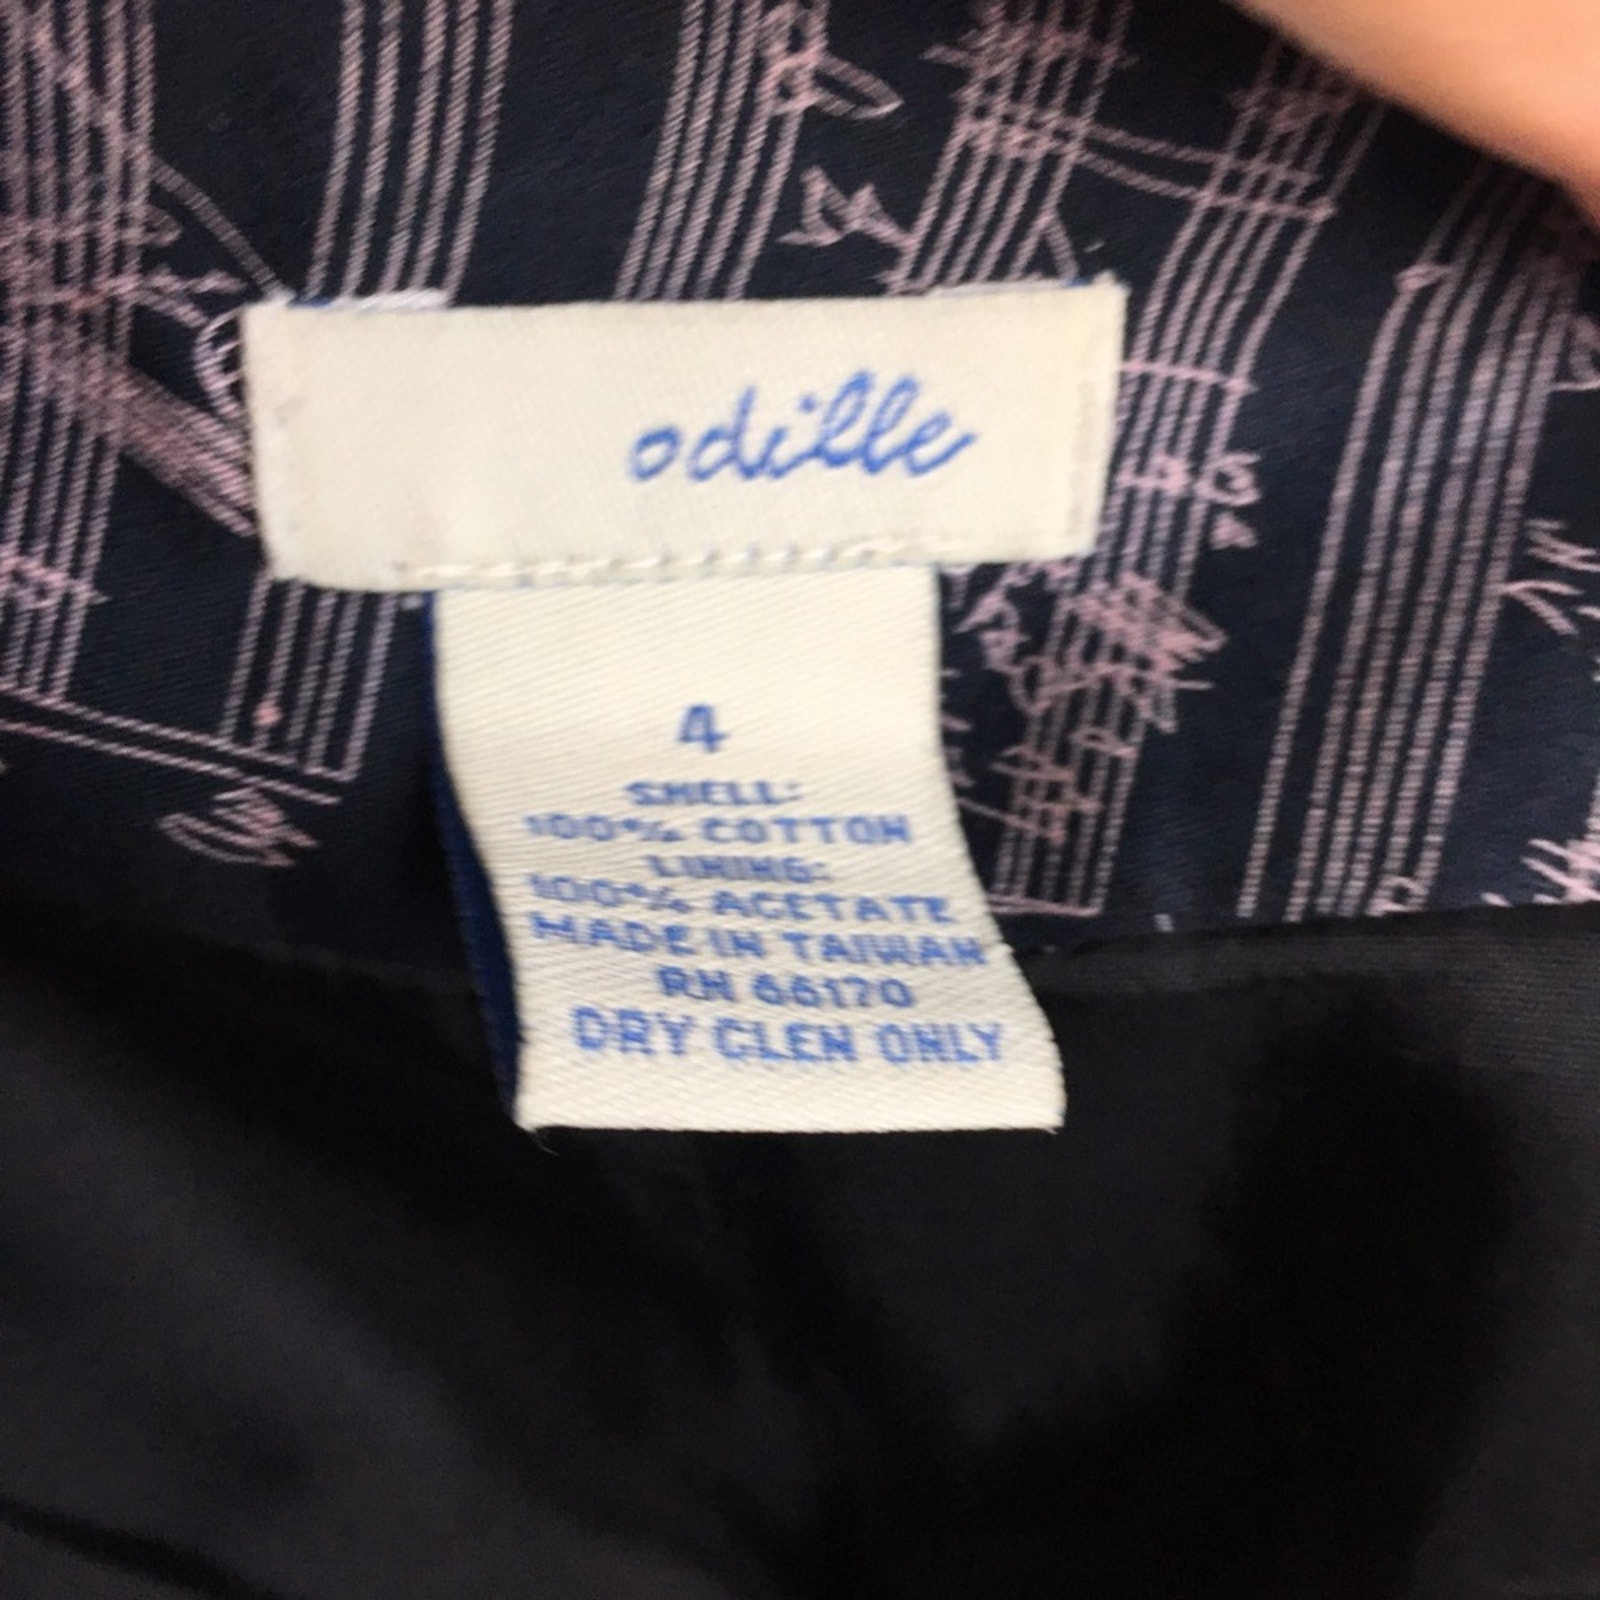 odille
4
SHELL:
100% COTTON
LINING:
100% ACETATE
MADE IN TAIWAN
RN 66170
DRY CLEN ONLY